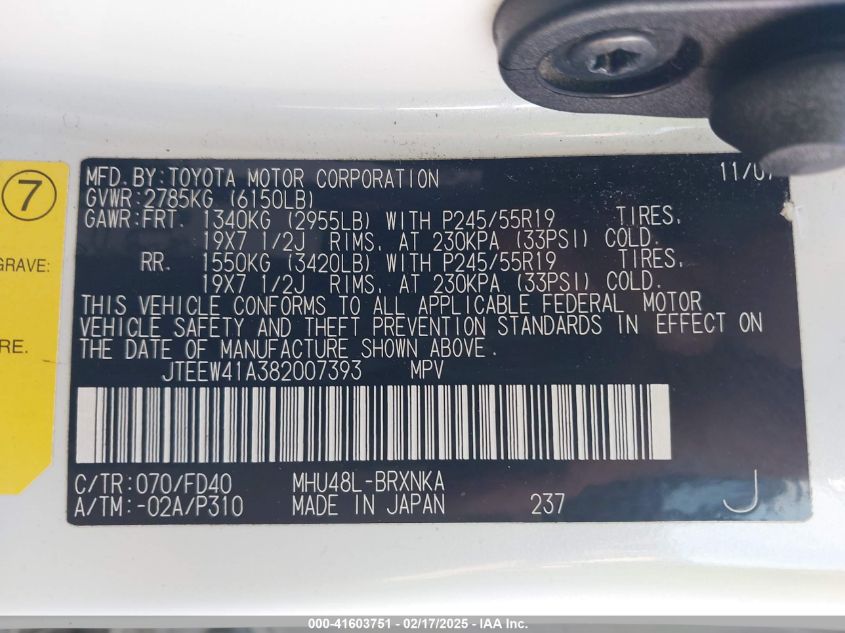 7
GRAVE:
RE.
MFD.BY:TOYOTA MOTOR CORPORATION 11/07
GVWR:2785KG (6150LB)
GAWR:FRT. 1340KG (2955LB) WITH P245/55R19 TIRES,
19X7 1/2J RIMS, AT 230KPA (33PSI) COLD.
RR. 1550KG (3420LB) WITH P245/55R19 TIRES,
19X7 1/2J RIMS, AT 230KPA (33PSI) COLD.
THIS VEHICLE CONFORMS TO ALL APPLICABLE FEDERAL MOTOR
VEHICLE SAFETY AND THEFT PREVENTION STANDARDS IN EFFECT ON
THE DATE OF MANUFACTURE SHOWN ABOVE.
JTEEW41A382007393 MPV
C/TR:070/FD40 MHU48L-BRXNKA
A/TM:-02A/P310 MADE IN JAPAN 237 J
000-41603751 - 02/17/2025 - IAA Inc.